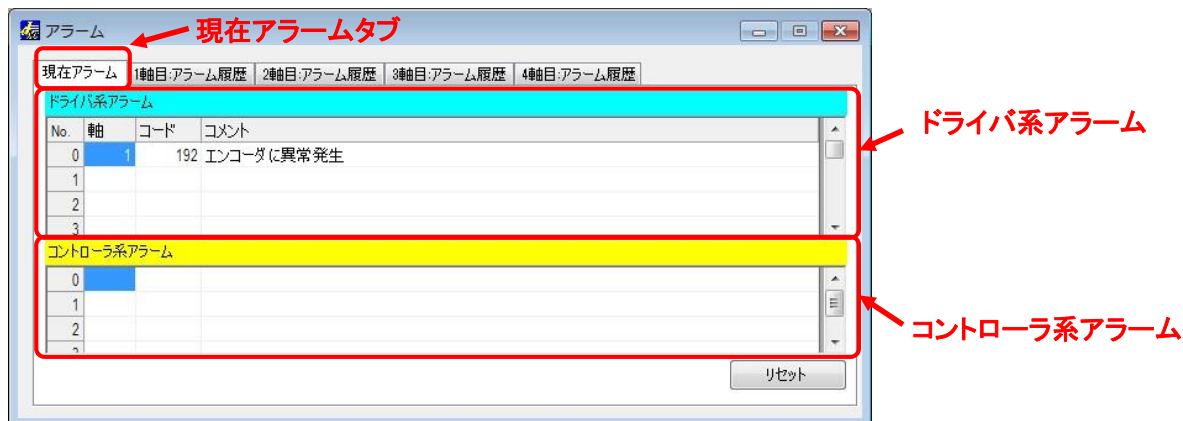 アラーム
現在アラームタブ
現在アラーム 1軸目:アラーム履歴 2軸目:アラーム履歴 3軸目:アラーム履歴 4軸目:アラーム履歴
ドライバ系アラーム
ドライバ系アラーム
No. 軸 コード コメント
0 1 192 エンコーダに異常発生
1
2
3
コントローラ系アラーム
0
1
2
コントローラ系アラーム
リセット